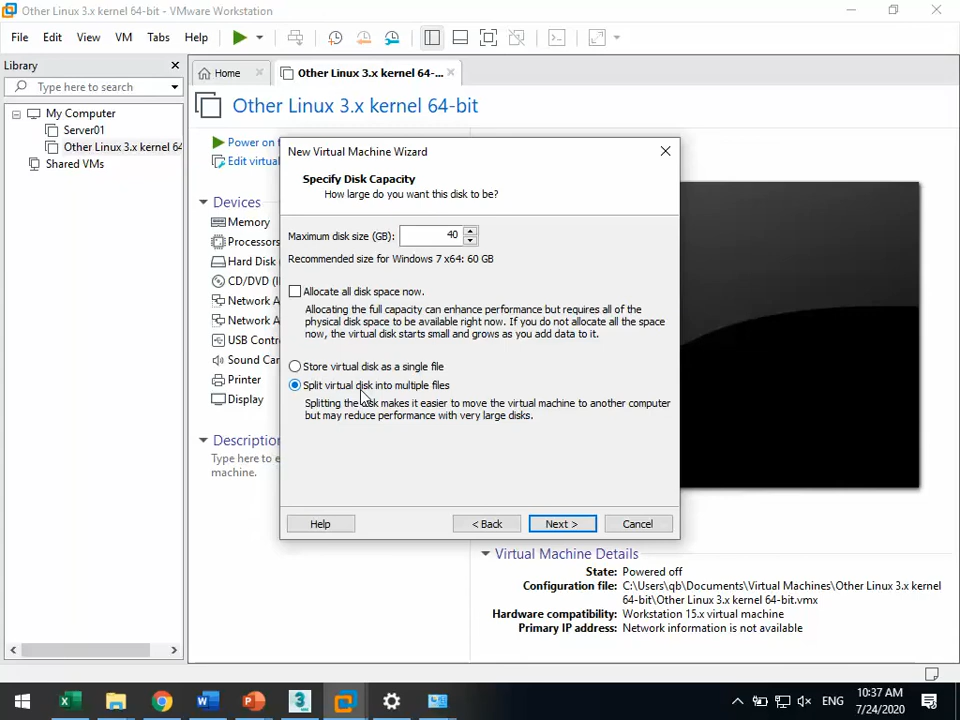 Other Linux 3.x kernel 64-bit - VMware Workstation
File Edit View VM Tabs Help
Library
Type here to search
My Computer
Server01
Other Linux 3.x kernel 64
Shared VMs
Home
Other Linux 3.x kernel 64-...
Other Linux 3.x kernel 64-bit
Power on t
Edit virtual
Devices
Memory
Processors
Hard Disk
CD/DVD (I
Network A
Network A
USB Contr
Sound Car
Printer
Display
Description
Type here to e
machine.
New Virtual Machine Wizard
Specify Disk Capacity
How large do you want this disk to be?
Maximum disk size (GB): 40
Recommended size for Windows 7 x64: 60 GB
Allocate all disk space now.
Allocating the full capacity can enhance performance but requires all of the
physical disk space to be available right now. If you do not allocate all the space
now, the virtual disk starts small and grows as you add data to it.
Store virtual disk as a single file
Split virtual disk into multiple files
Splitting the disk makes it easier to move the virtual machine to another computer
but may reduce performance with very large disks.
Help
< Back
Next >
Cancel
Virtual Machine Details
State: Powered off
Configuration file: C:\Users\qb\Documents\Virtual Machines\Other Linux 3.x kernel
64-bit\Other Linux 3.x kernel 64-bit.vmx
Hardware compatibility: Workstation 15.x virtual machine
Primary IP address: Network information is not available
ENG
10:37 AM
7/24/2020